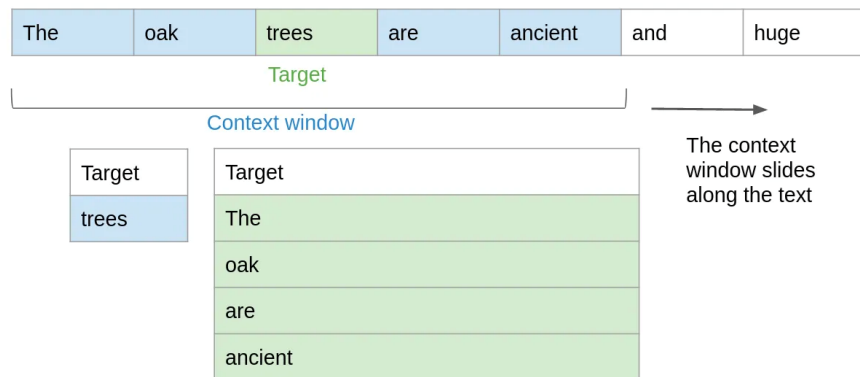 The oak trees are ancient and huge
Target
Context window
The context
window slides
along the text
Target
trees
Target
The
oak
are
ancient